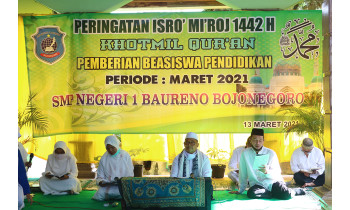 PERINGATAN ISRO' MI'ROJ 1442 H
KHOTMIL QUR'AN
PEMBERIAN BEASISWA PENDIDIKAN
PERIODE : MARET 2021
SMP NEGERI 1 BAURENO BOJONEGORO
13 MARET 2021
محمد